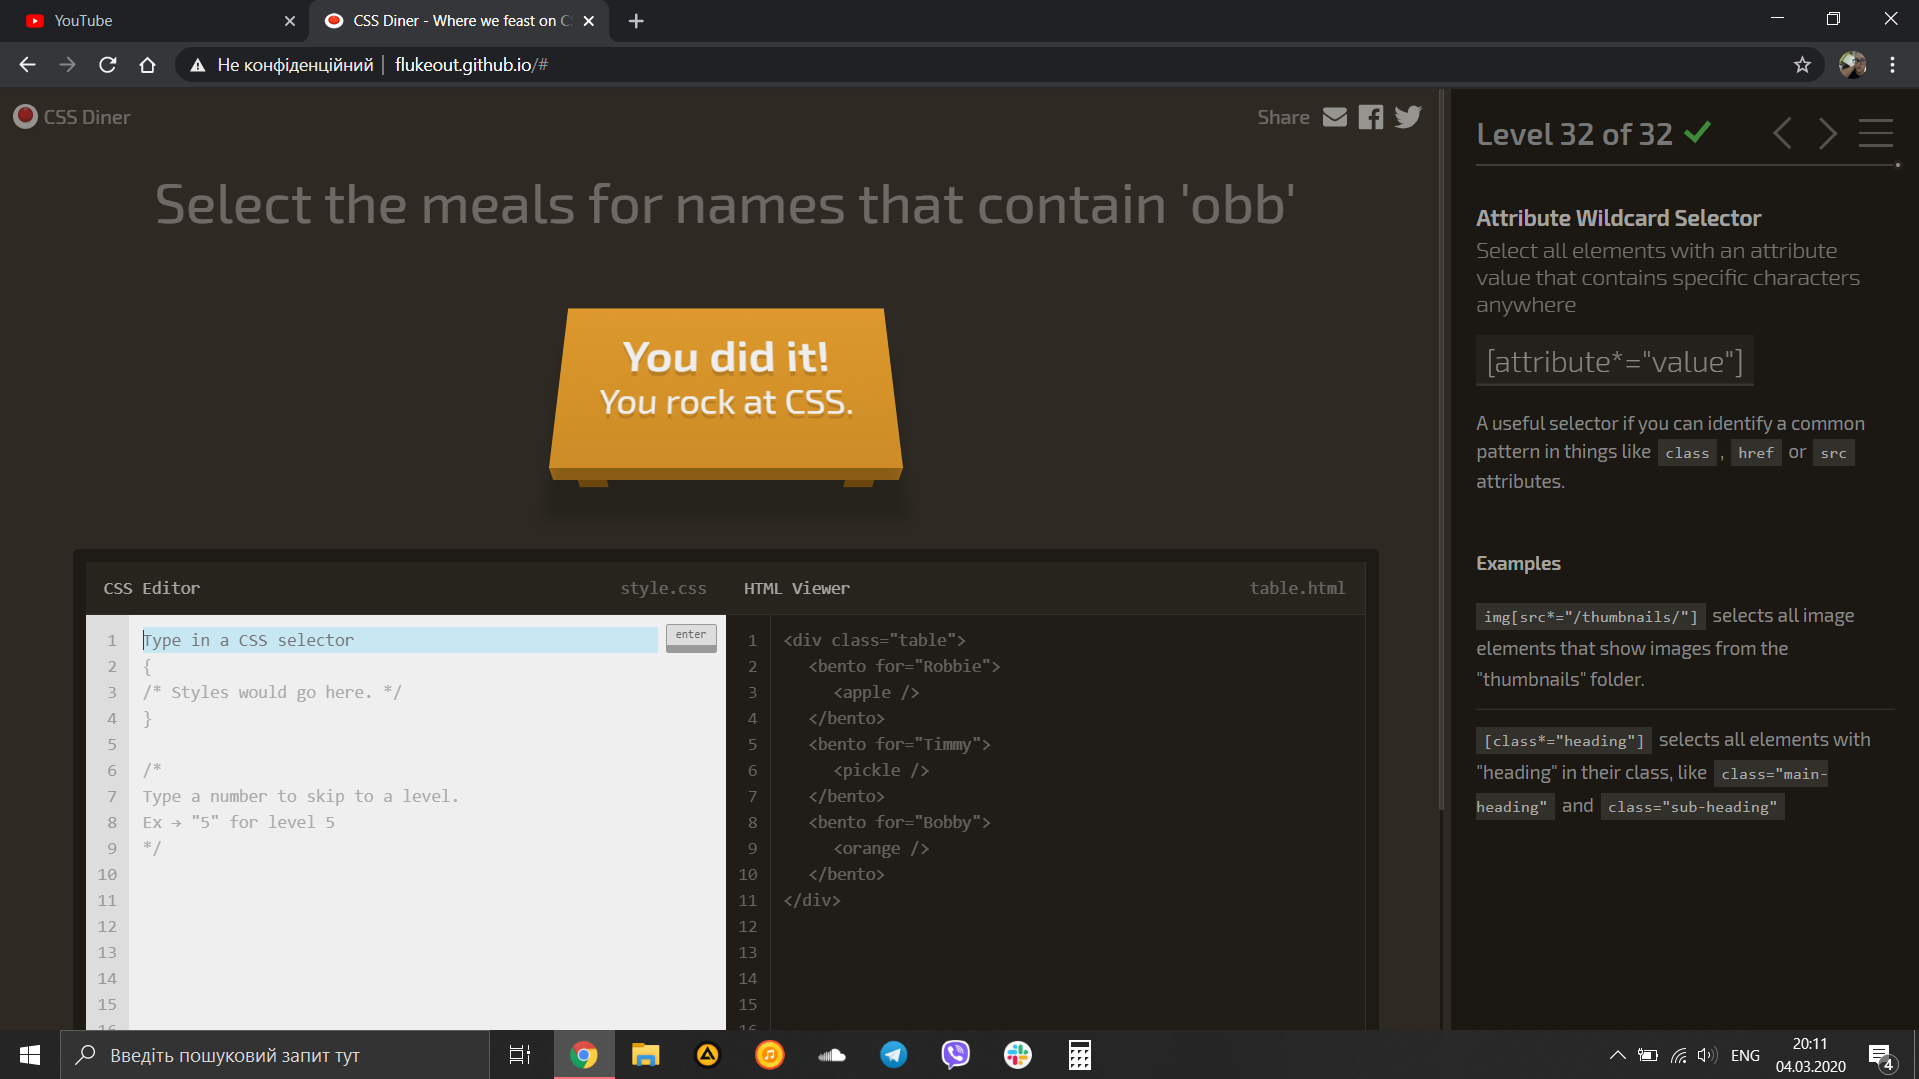 YouTube
CSS Diner - Where we feast on C
Не конфіденційний
flukeout.github.io/#
CSS Diner
Share
Select the meals for names that contain 'obb'
You did it!
You rock at CSS.
CSS Editor
style.css
1
2
3
4
5
6
7
8
9
10
11
12
13
14
15
16
Type in a CSS selector
enter
{
/* Styles would go here. */
}
/*
Type a number to skip to a level.
Ex → "5" for level 5
*/
HTML Viewer
table.html
1
2
3
4
5
6
7
8
9
10
11
12
13
14
15
16
<div class="table">
<bento for="Robbie">
<apple />
</bento>
<bento for="Timmy">
<pickle />
</bento>
<bento for="Bobby">
<orange />
</bento>
</div>
Level 32 of 32
Attribute Wildcard Selector
Select all elements with an attribute
value that contains specific characters
anywhere
[attribute*="value"]
A useful selector if you can identify a common
pattern in things like class , href or src
attributes.
Examples
img[src*="/thumbnails/"] selects all image
elements that show images from the
"thumbnails" folder.
[class*="heading"] selects all elements with
"heading" in their class, like class="main-
heading" and class="sub-heading"
Введіть пошуковий запит тут
ENG
20:11
04.03.2020
4